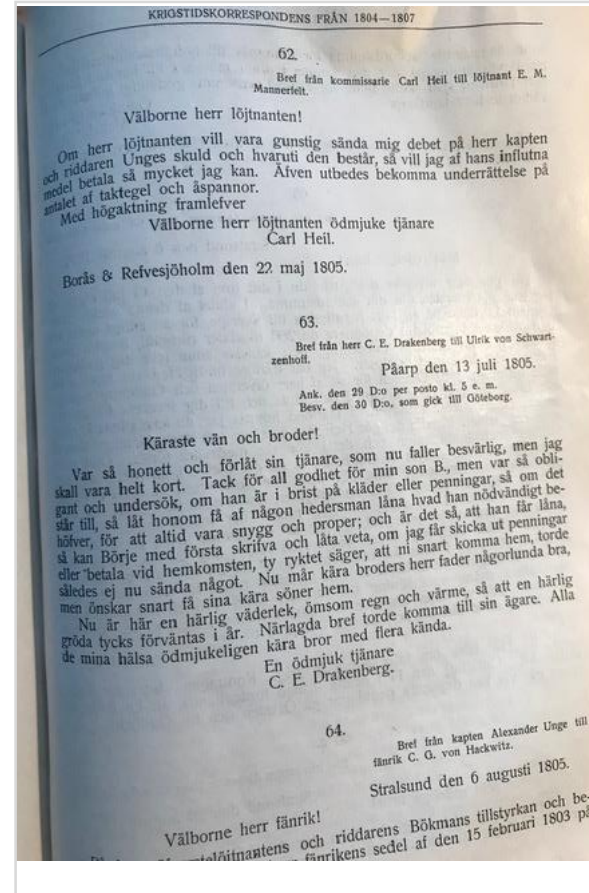 KRIGSTIDSKORRESPONDENS FRÅN 1804—1807
62.
Bref från kommissarie Carl Heil till löjtnant E. M.
Mannerfelt.
Välborne herr löjtnanten!
Om herr löjtnanten vill vara gunstig sända mig debet på herr kapten
och riddaren Unges skuld och hvaruti den består, så vill jag af hans influtna
medel betala så mycket jag kan. Äfven utbedes bekomma underrättelse på
antalet af taktegel och åspannor.
Med högaktning framlefver
Välborne herr löjtnanten ödmjuke tjänare
Carl Heil.
Borås & Refvesjöholm den 22 maj 1805.
63.
Bref från herr C. E. Drakenberg till Ulrik von Schwart-
zenhoff.
Påarp den 13 juli 1805.
Ank. den 29 D:o per posto kl. 5 e. m.
Besv. den 30 D:o, som gick till Göteborg.
Käraste vän och broder!
Var så honett och förlåt sin tjänare, som nu faller besvärlig, men jag
skall vara helt kort. Tack för all godhet för min son B., men var så obli-
gant och undersök, om han är i brist på kläder eller penningar, så om det
står till, så låt honom få af någon hedersman låna hvad han nödvändigt be-
höfver, för att altid vara snygg och proper; och är det så, att han får låna,
så kan Börje med första skrifva och låta veta, om jag får skicka ut penningar
eller betala vid hemkomsten, ty ryktet säger, att ni snart komma hem, torde
således ej nu sända något. Nu mår kära broders herr fader någorlunda bra,
men önskar snart få sina kära söner hem.
Nu är här en härlig väderlek, ömsom regn och värme, så att en härlig
gröda tycks förväntas i år. Närlagda bref torde komma till sin ägare. Alla
de mina hälsa ödmjukeligen kära bror med flera kända.
En ödmjuk tjänare
C. E. Drakenberg.
64.
Bref från kapten Alexander Unge till
fänrik C. G. von Hackwitz.
Stralsund den 6 augusti 1805.
Välborne herr fänrik!
och riddarens Bökmans tillstyrkan och be-
fänrikens sedel af den 15 februari 1803 på